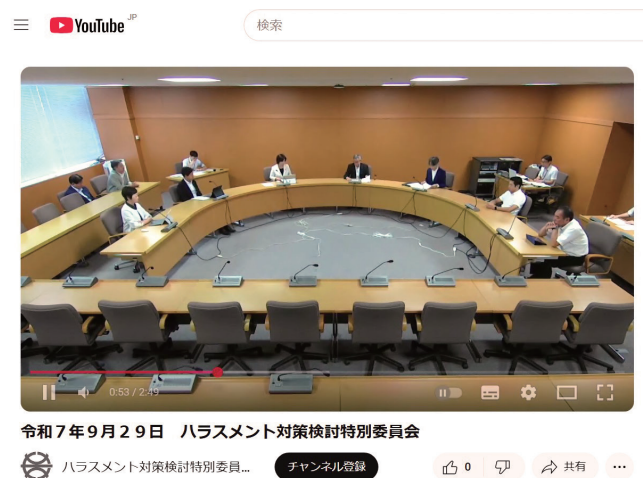 YouTube JP
検索
0:53 / 2:49
令和7年9月29日 ハラスメント対策検討特別委員会
ハラスメント対策検討特別委員...
チャンネル登録
0
共有